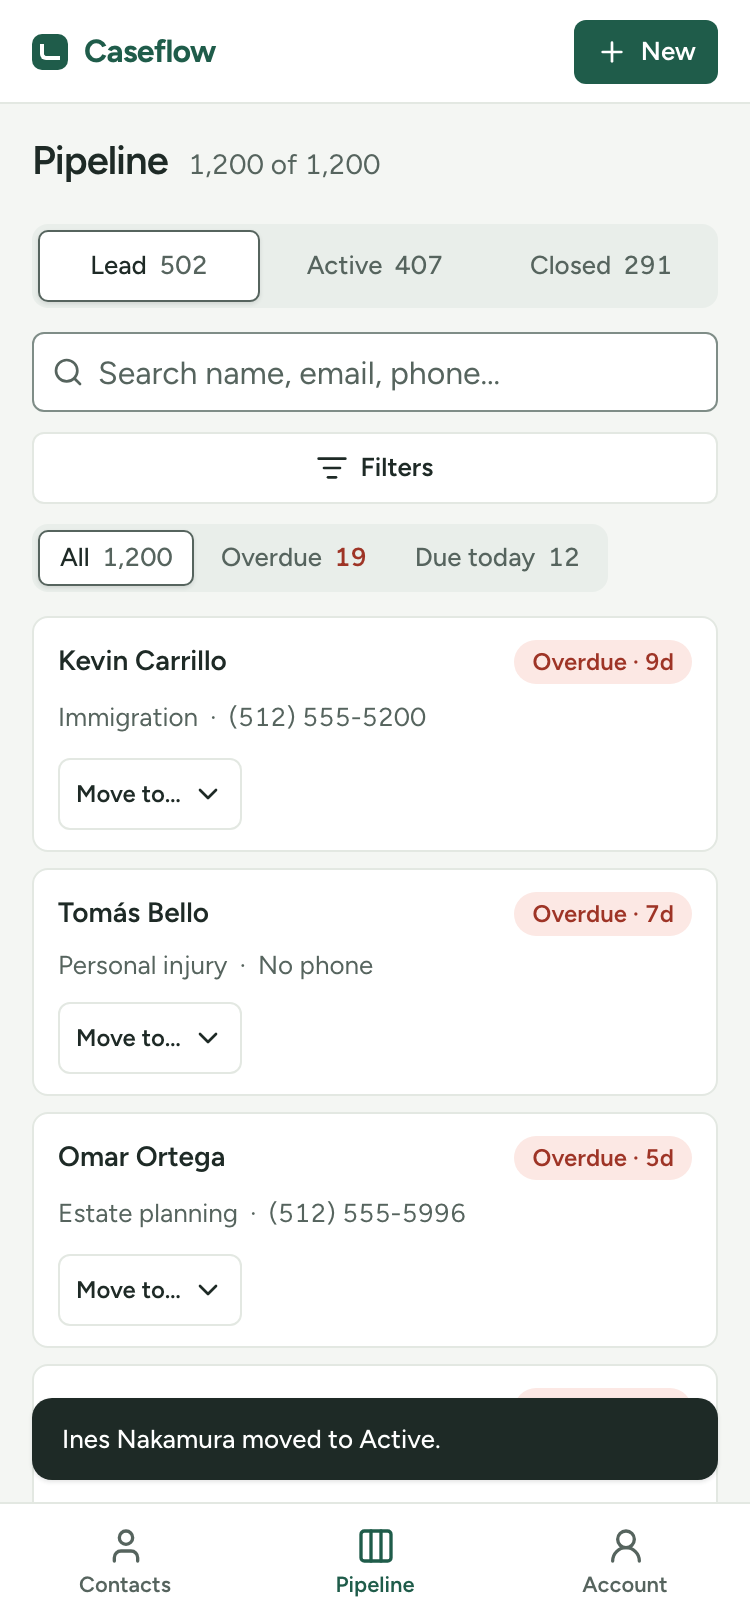 Caseflow
New
Pipeline 1,200 of 1,200
Lead 502 Active 407 Closed 291
Search name, email, phone...
Filters
All 1,200 Overdue 19 Due today 12
Kevin Carrillo Overdue · 9d
Immigration · (512) 555-5200
Move to...
Tomás Bello Overdue · 7d
Personal injury · No phone
Move to...
Omar Ortega Overdue · 5d
Estate planning · (512) 555-5996
Move to...
Ines Nakamura moved to Active.
Contacts Pipeline Account